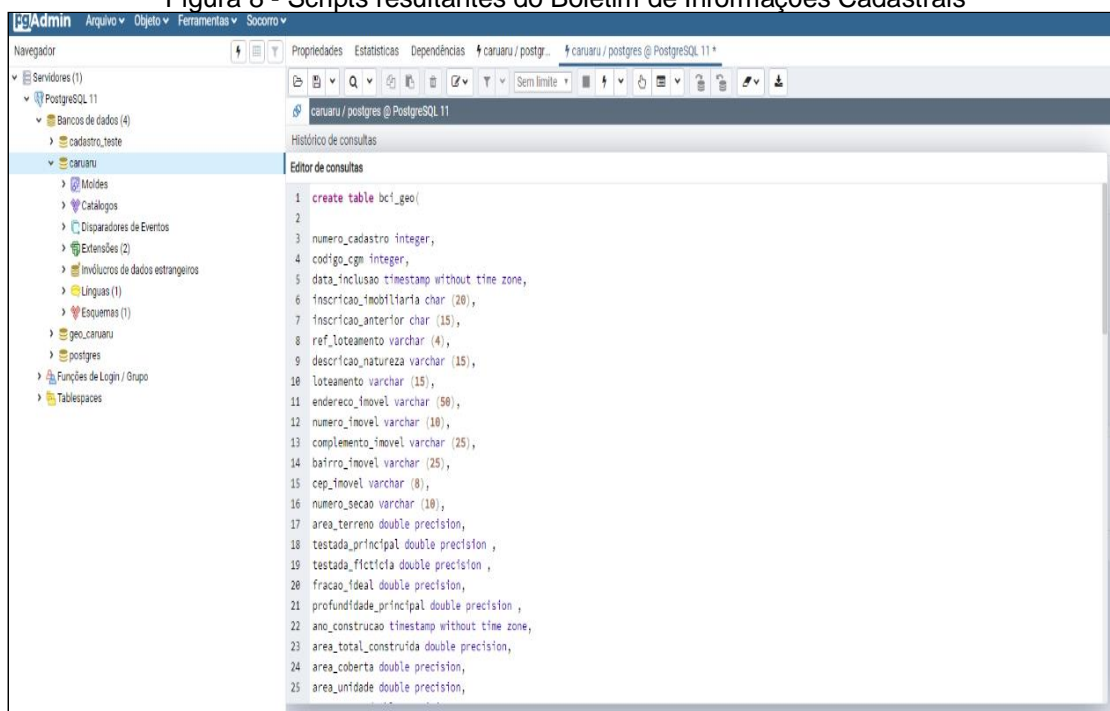 Figura 8 - Scripts resultantes do Boletim de Informações Cadastrais
pgAdmin Arquivo Objeto Ferramentas Socorro
Navegador
Propriedades Estatísticas Dependências caruaru / postgr... caruaru / postgres @ PostgreSQL 11 *
Servidores (1)
PostgreSQL 11
Bancos de dados (4)
cadastro_teste
caruaru
Moldes
Catálogos
Disparadores de Eventos
Extensões (2)
Invólucros de dados estrangeiros
Línguas (1)
Esquemas (1)
geo_caruaru
postgres
Funções de Login / Grupo
Tablespaces
Sem limite
caruaru / postgres @ PostgreSQL 11
Histórico de consultas
Editor de consultas
1 create table bci_geo(
2
3 numero_cadastro integer,
4 codigo_cgm integer,
5 data_inclusao timestamp without time zone,
6 inscricao_imobiliaria char (20),
7 inscricao_anterior char (15),
8 ref_loteamento varchar (4),
9 descricao_natureza varchar (15),
10 loteamento varchar (15),
11 endereco_imovel varchar (50),
12 numero_imovel varchar (10),
13 complemento_imovel varchar (25),
14 bairro_imovel varchar (25),
15 cep_imovel varchar (8),
16 numero_secao varchar (10),
17 area_terreno double precision,
18 testada_principal double precision ,
19 testada_ficticia double precision ,
20 fracao_ideal double precision,
21 profundidade_principal double precision ,
22 ano_construcao timestamp without time zone,
23 area_total_construida double precision,
24 area_coberta double precision,
25 area_unidade double precision,